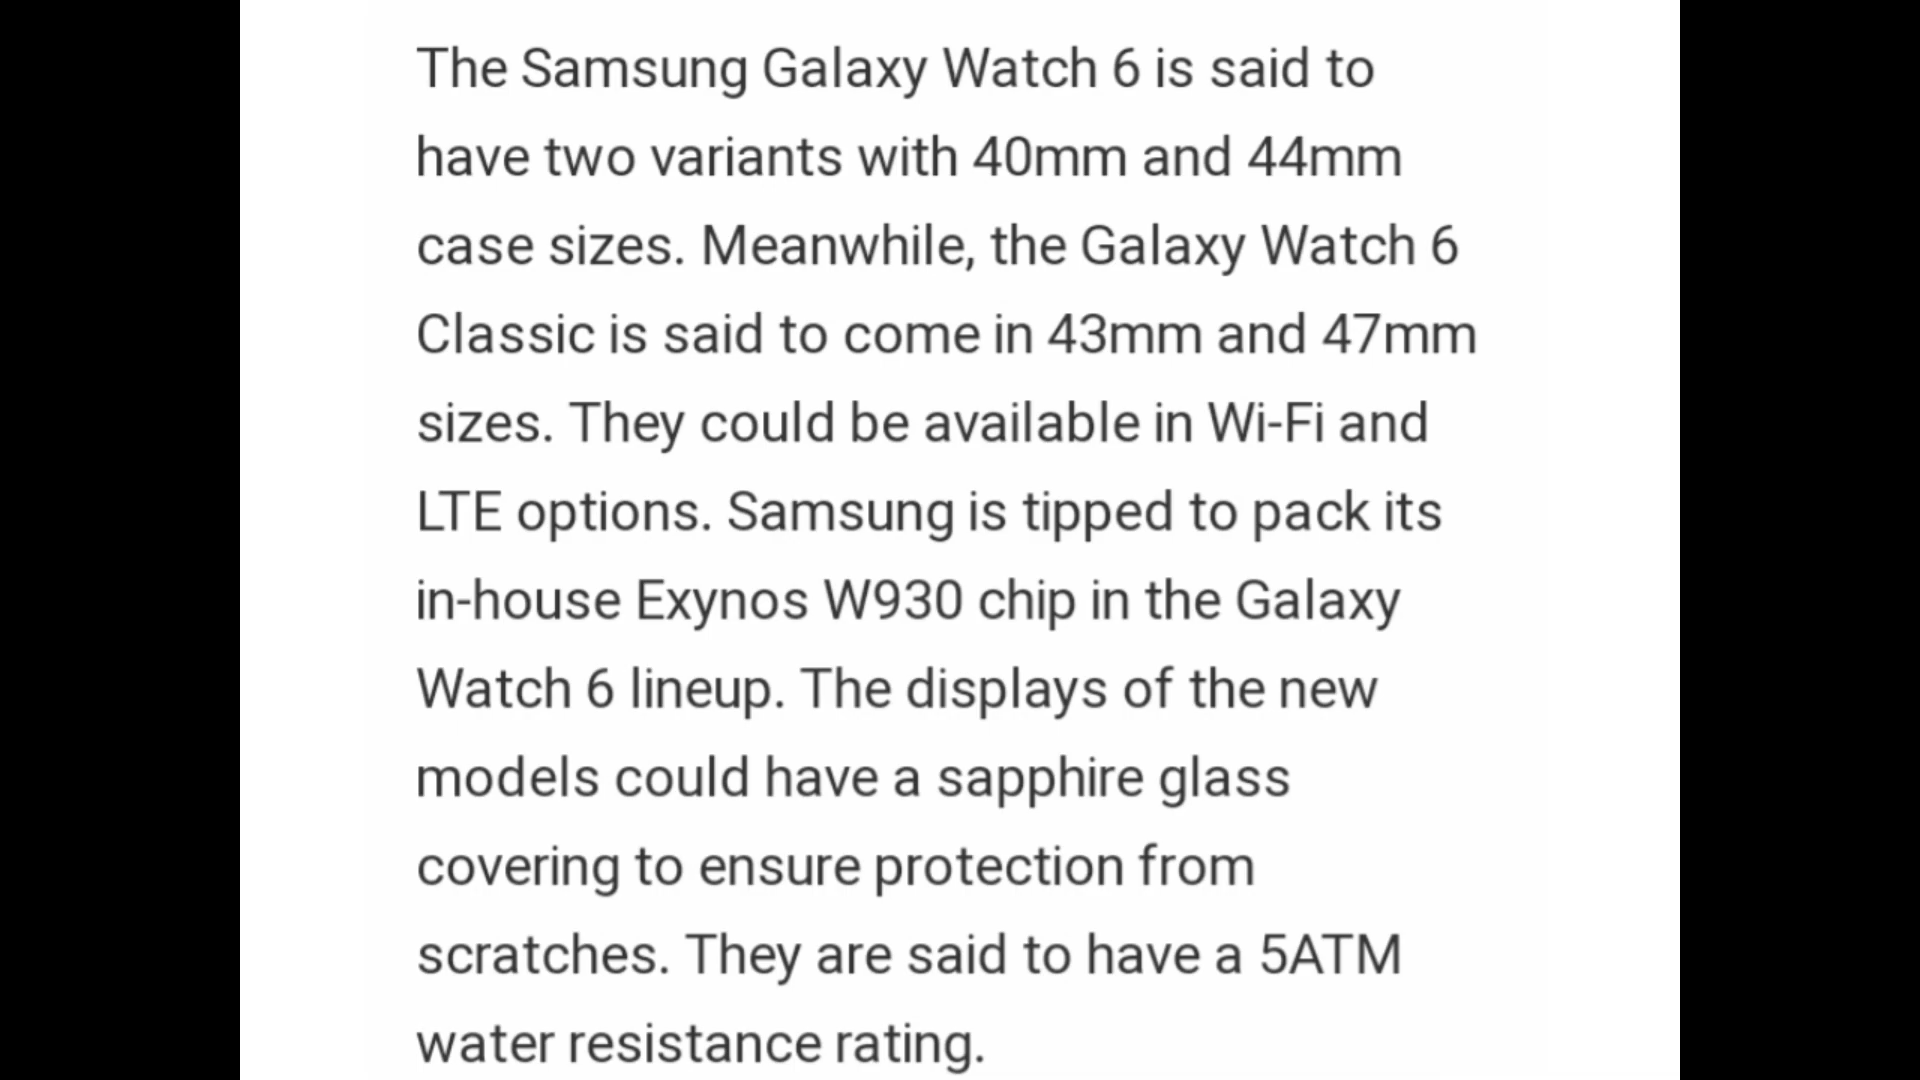 The Samsung Galaxy Watch 6 is said to
have two variants with 40mm and 44mm
case sizes. Meanwhile, the Galaxy Watch 6
Classic is said to come in 43mm and 47mm
sizes. They could be available in Wi-Fi and
LTE options. Samsung is tipped to pack its
in-house Exynos W930 chip in the Galaxy
Watch 6 lineup. The displays of the new
models could have a sapphire glass
covering to ensure protection from
scratches. They are said to have a 5ATM
water resistance rating.